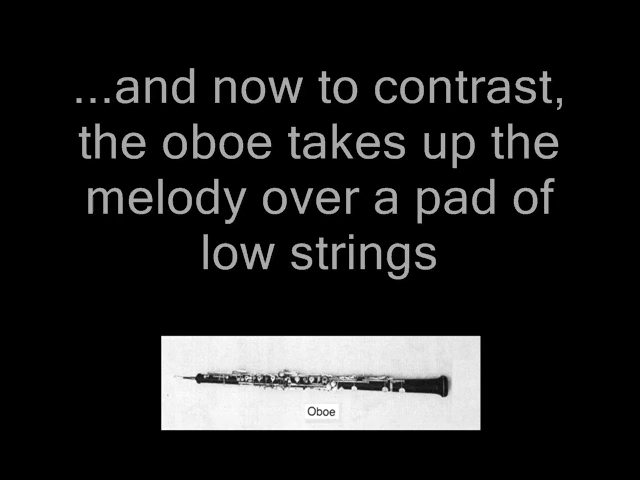 ...and now to contrast,
the oboe takes up the
melody over a pad of
low strings
Oboe